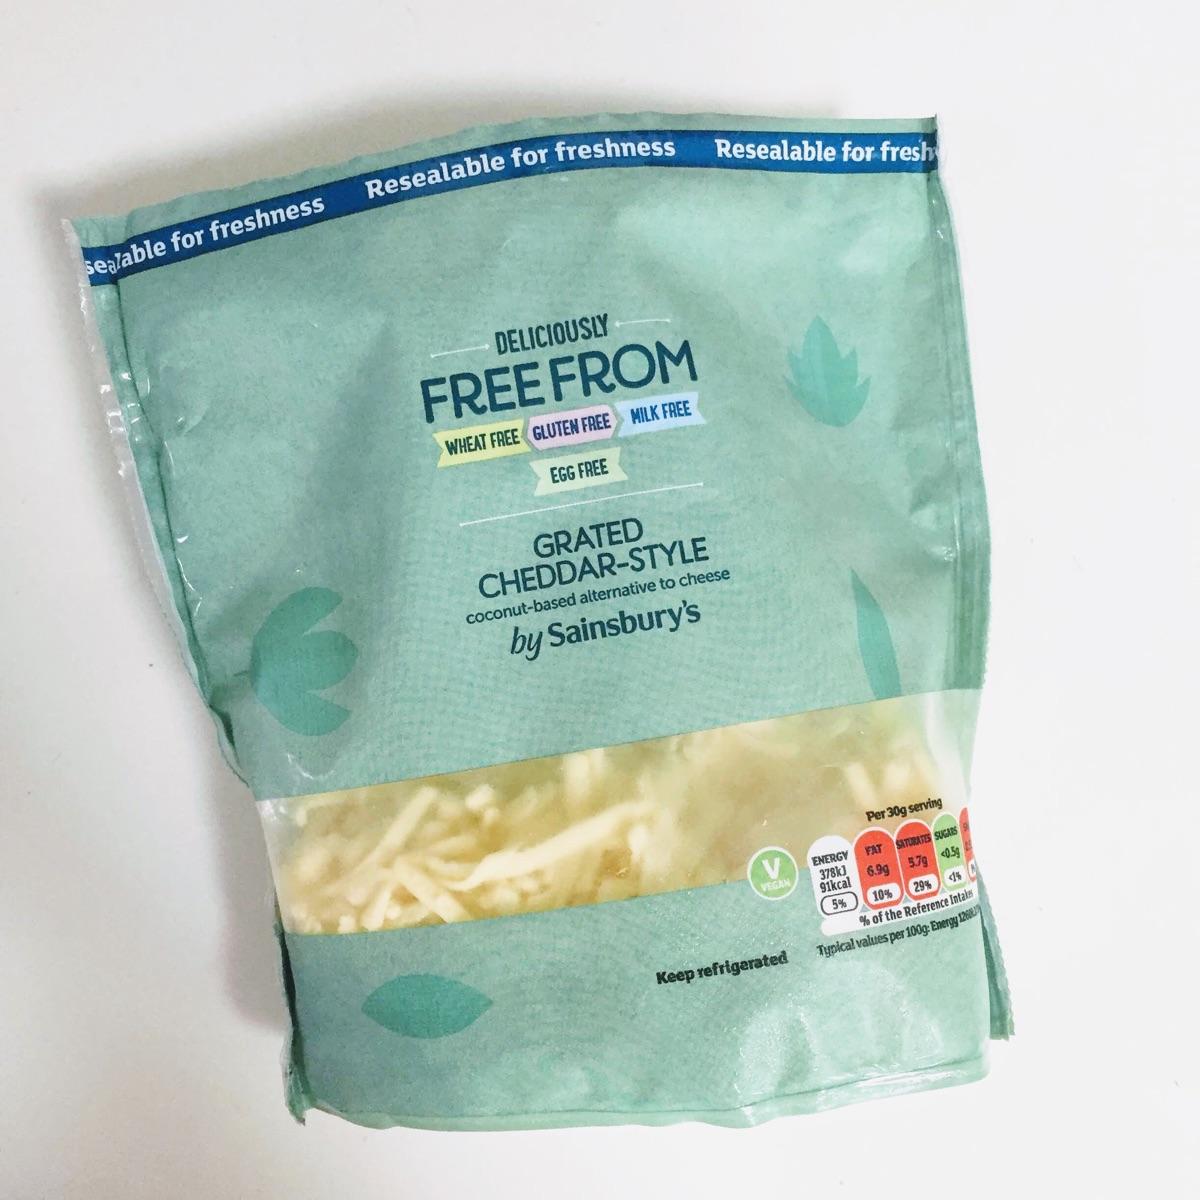 sealable for freshness Resealable for freshness Resealable for fresh
DELICIOUSLY
FREE FROM
WHEAT FREE GLUTEN FREE MILK FREE
EGG FREE
GRATED
CHEDDAR-STYLE
coconut-based alternative to cheese
by Sainsbury's
Per 30g serving
ENERGY
378kJ
91kcal
5%
FAT
6.9g
10%
SATURATES
5.7g
29%
SUGARS
<0.5g
<1%
% of the Reference Intakes
Typical values per 100g: Energy
V
VEGAN
Keep refrigerated